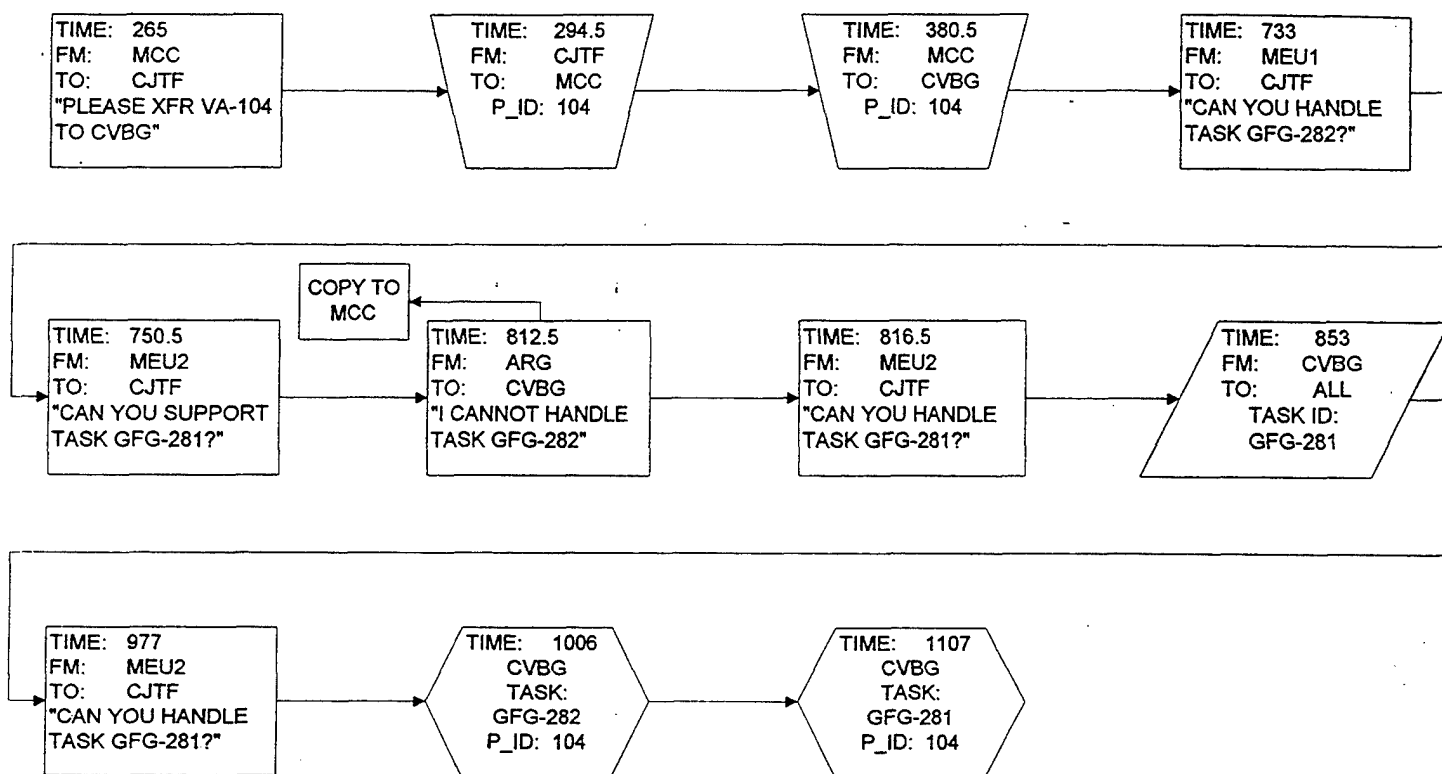 TIME: 265
FM: MCC
TO: CJTF
"PLEASE XFR VA-104
TO CVBG"
TIME: 294.5
FM: CJTF
TO: MCC
P_ID: 104
TIME: 380.5
FM: MCC
TO: CVBG
P_ID: 104
TIME: 733
FM: MEU1
TO: CJTF
"CAN YOU HANDLE
TASK GFG-282?"
TIME: 750.5
FM: MEU2
TO: CJTF
"CAN YOU SUPPORT
TASK GFG-281?"
COPY TO
MCC
TIME: 812.5
FM: ARG
TO: CVBG
"I CANNOT HANDLE
TASK GFG-282"
TIME: 816.5
FM: MEU2
TO: CJTF
"CAN YOU HANDLE
TASK GFG-281?"
TIME: 853
FM: CVBG
TO: ALL
TASK ID:
GFG-281
TIME: 977
FM: MEU2
TO: CJTF
"CAN YOU HANDLE
TASK GFG-281?"
TIME: 1006
CVBG
TASK:
GFG-282
P_ID: 104
TIME: 1107
CVBG
TASK:
GFG-281
P_ID: 104